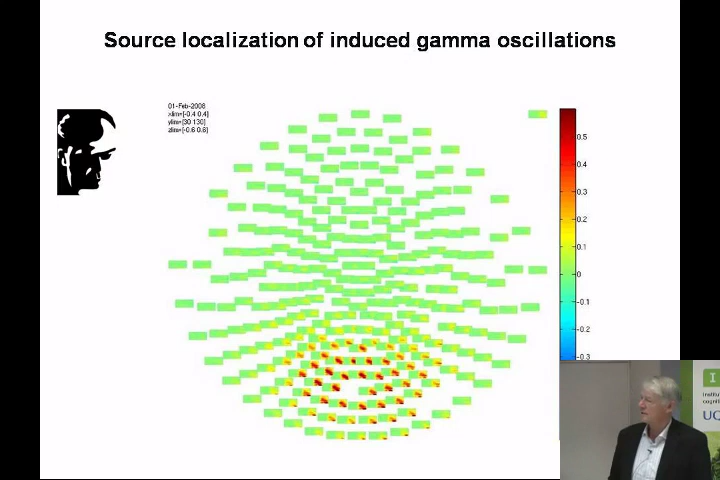 Source localization of induced gamma oscillations
01-Feb-2008
xlim=[-0.4 0.4]
ylim=[30 130]
zlim=[-0.6 0.6]
0.5
0.4
0.3
0.2
0.1
0
-0.1
-0.2
-0.3
I
UQ